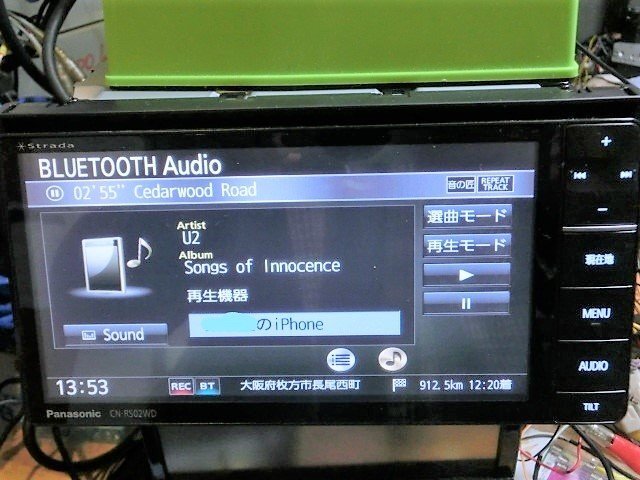 Strada
BLUETOOTH Audio
02'55" Cedarwood Road
音の匠
REPEAT TRACK
Artist
U2
Album
Songs of Innocence
再生機器
のiPhone
Sound
選曲モード
再生モード
13:53
REC BT
大阪府枚方市長尾西町
912.5km 12:20着
Panasonic CN-RS02WD
+
−
現在地
MENU
AUDIO
TILT